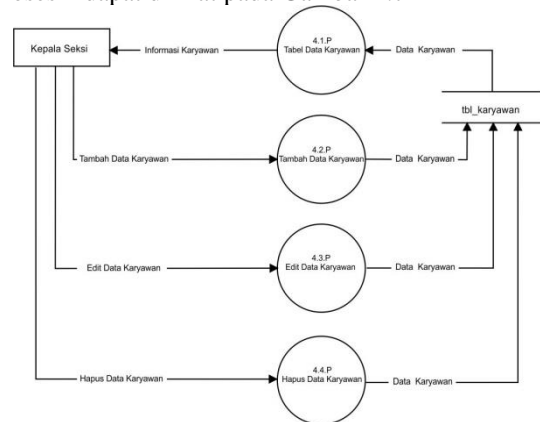 Kepala Seksi
Informasi Karyawan
4.1.P
Tabel Data Karyawan
Data Karyawan
tbl_karyawan
Tambah Data Karyawan
4.2.P
Tambah Data Karyawan
Data Karyawan
Edit Data Karyawan
4.3.P
Edit Data Karyawan
Data Karyawan
Hapus Data Karyawan
4.4.P
Hapus Data Karyawan
Data Karyawan